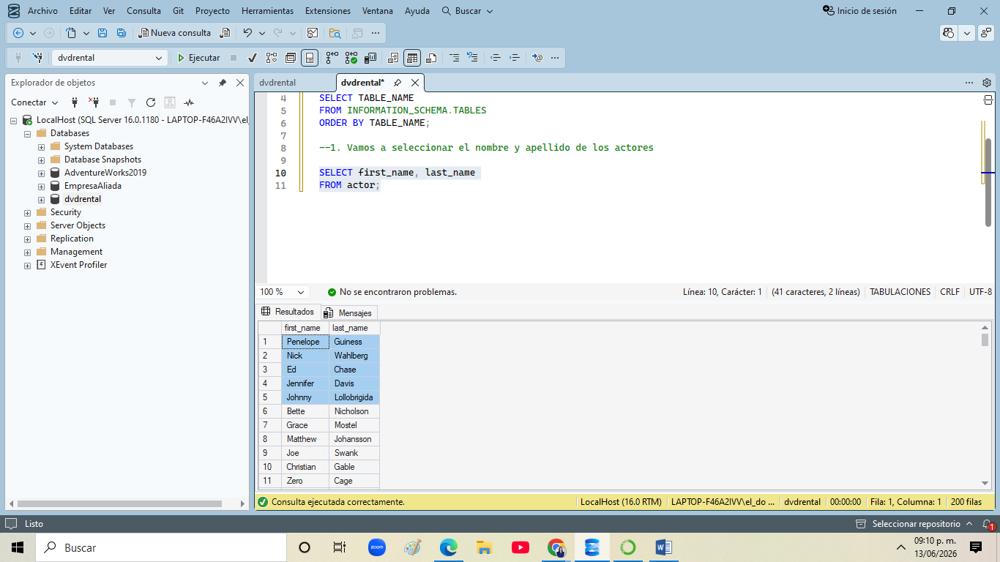 Archivo Editar Ver Consulta Git Proyecto Herramientas Extensiones Ventana Ayuda Buscar Inicio de sesión
Nueva consulta
dvdrental Ejecutar
Explorador de objetos
Conectar
LocalHost (SQL Server 16.0.1180 - LAPTOP-F46A2IVV\el_
Databases
System Databases
Database Snapshots
AdventureWorks2019
EmpresaAliada
dvdrental
Security
Server Objects
Replication
Management
XEvent Profiler
dvdrental dvdrental*
4 SELECT TABLE_NAME
5 FROM INFORMATION_SCHEMA.TABLES
6 ORDER BY TABLE_NAME;
7
8 --1. Vamos a seleccionar el nombre y apellido de los actores
9
10 SELECT first_name, last_name
11 FROM actor;
100 % No se encontraron problemas. Línea: 10, Carácter: 1 (41 caracteres, 2 líneas) TABULACIONES CRLF UTF-8
Resultados Mensajes
first_name last_name
1 Penelope Guiness
2 Nick Wahlberg
3 Ed Chase
4 Jennifer Davis
5 Johnny Lollobrigida
6 Bette Nicholson
7 Grace Mostel
8 Matthew Johansson
9 Joe Swank
10 Christian Gable
11 Zero Cage
Consulta ejecutada correctamente. LocalHost (16.0 RTM) LAPTOP-F46A2IVV\el_do ... dvdrental 00:00:00 Fila: 1, Columna: 1 200 filas
Listo Seleccionar repositorio 1
Buscar zoom 09:10 p. m.
13/06/2026